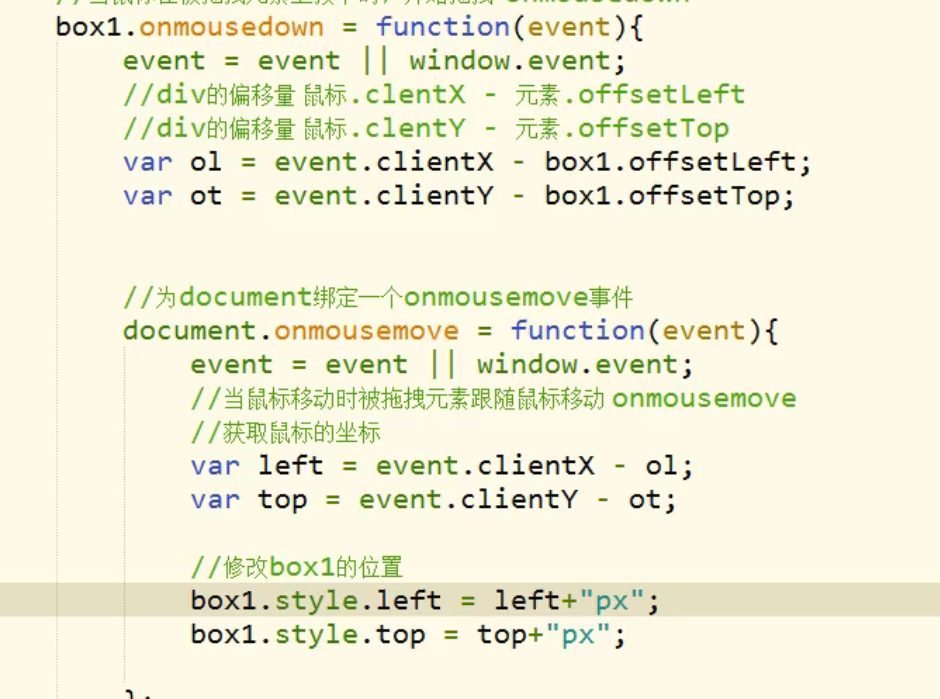 box1.onmousedown = function(event){
event = event || window.event;
//div的偏移量 鼠标.clentX - 元素.offsetLeft
//div的偏移量 鼠标.clentY - 元素.offsetTop
var ol = event.clientX - box1.offsetLeft;
var ot = event.clientY - box1.offsetTop;
//为document绑定一个onmousemove事件
document.onmousemove = function(event){
event = event || window.event;
//当鼠标移动时被拖拽元素跟随鼠标移动 onmousemove
//获取鼠标的坐标
var left = event.clientX - ol;
var top = event.clientY - ot;
//修改box1的位置
box1.style.left = left+"px";
box1.style.top = top+"px";